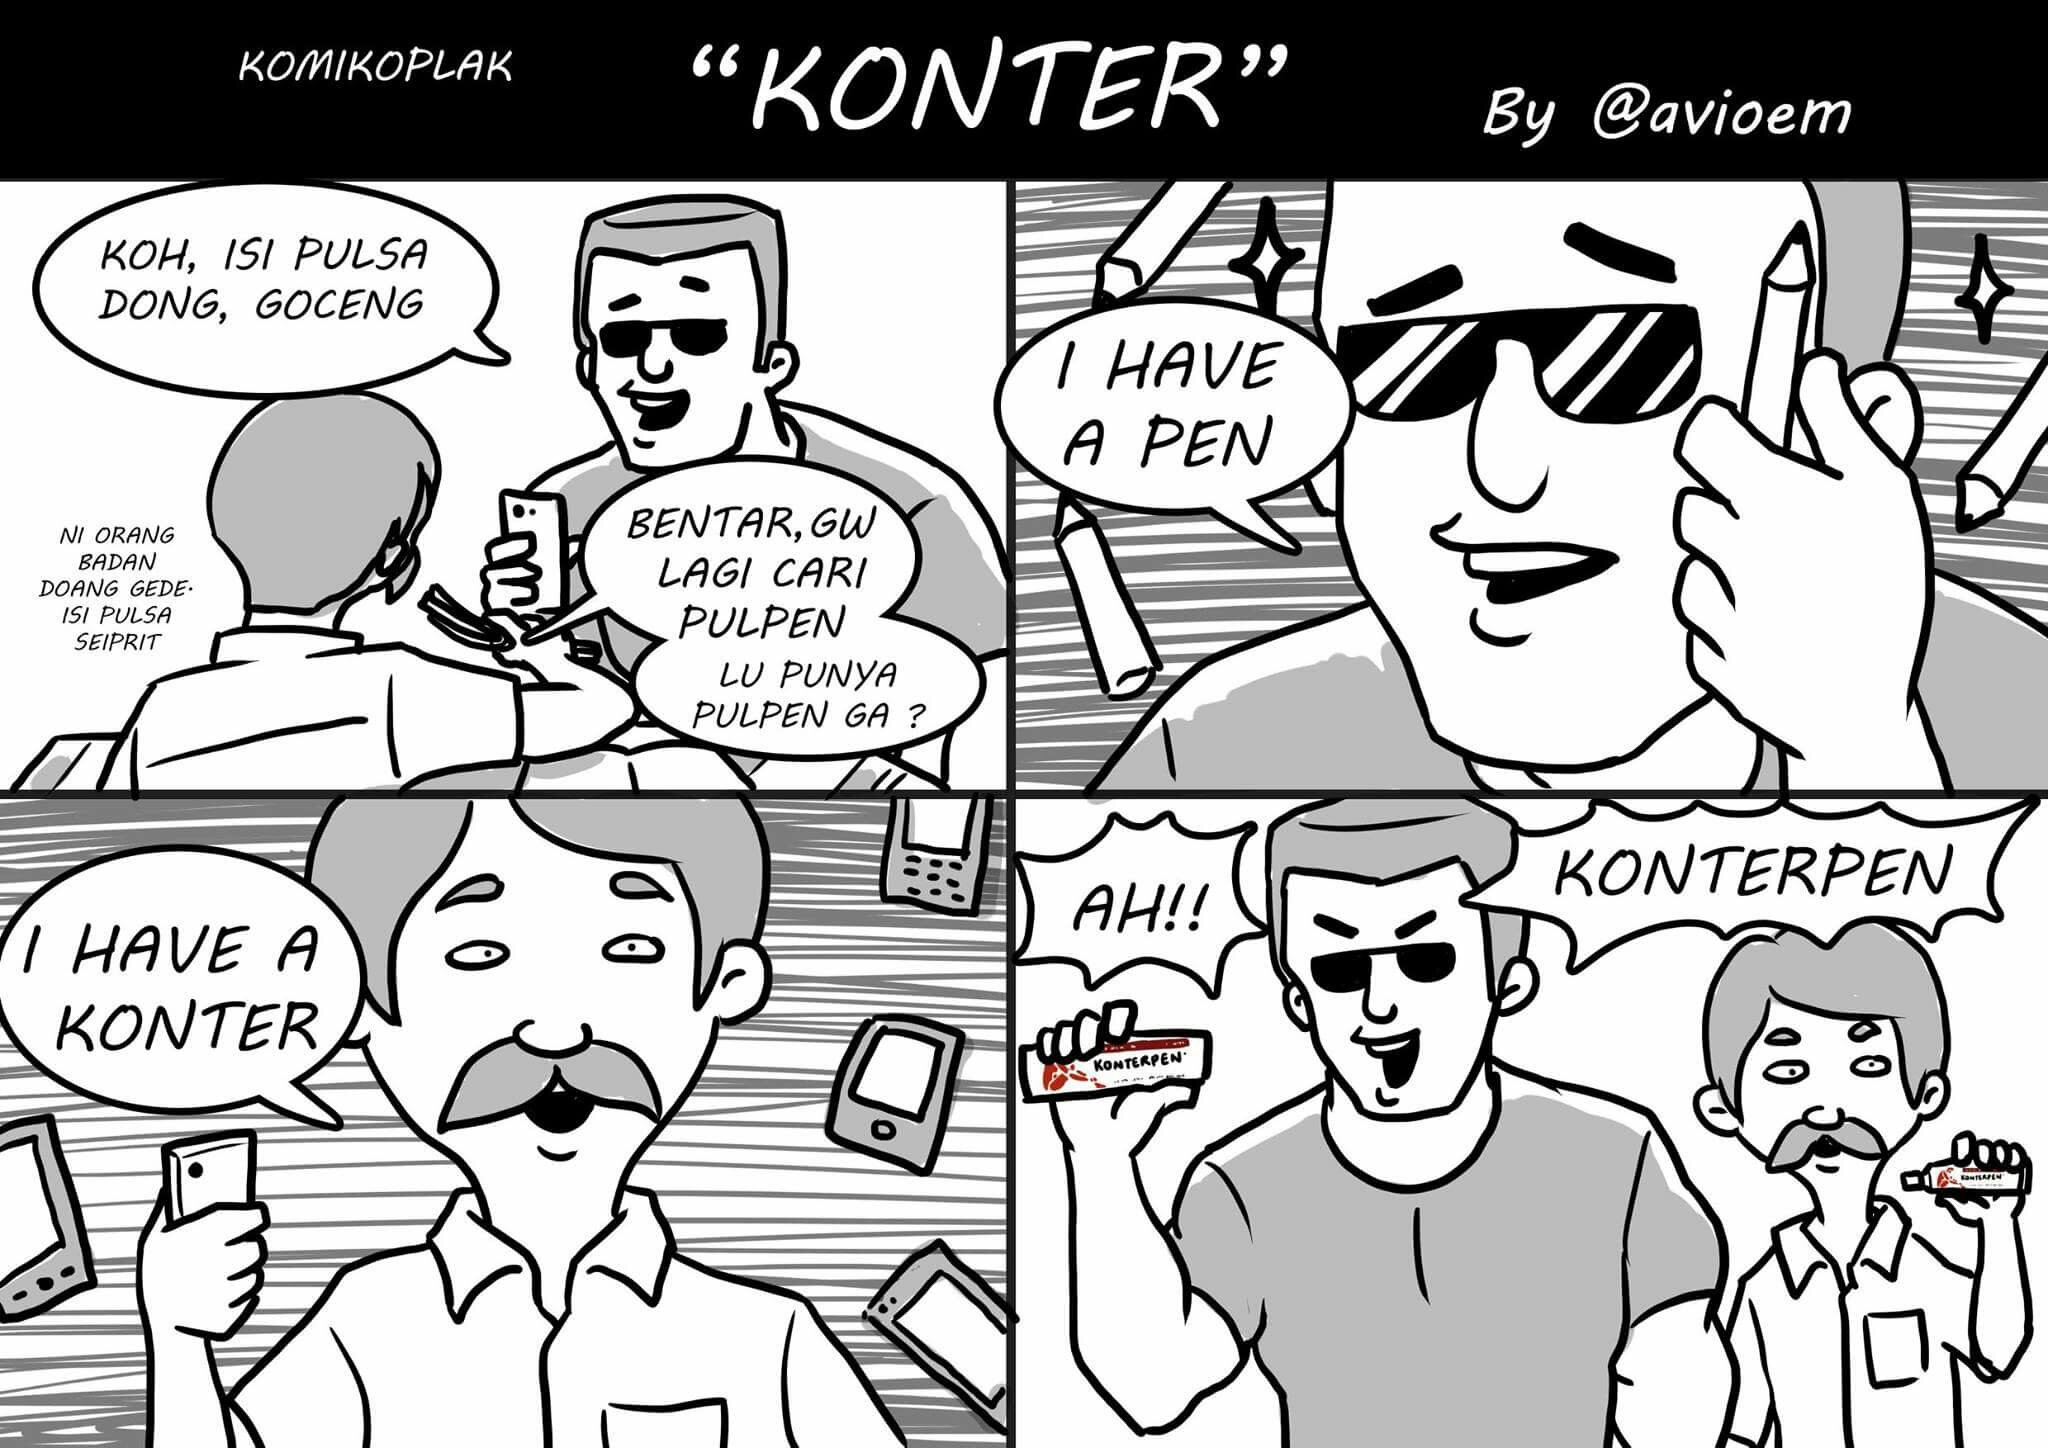 KOMIKOPLAK
“KONTER”
By @avioem
KOH, ISI PULSA
DONG, GOCENG
NI ORANG
BADAN
DOANG GEDE.
ISI PULSA
SEIPRIT
BENTAR, GW
LAGI CARI
PULPEN
LU PUNYA
PULPEN GA ?
I HAVE
A PEN
I HAVE A
KONTER
AH!!
KONTERPEN
KONTERPEN
KONTERPEN